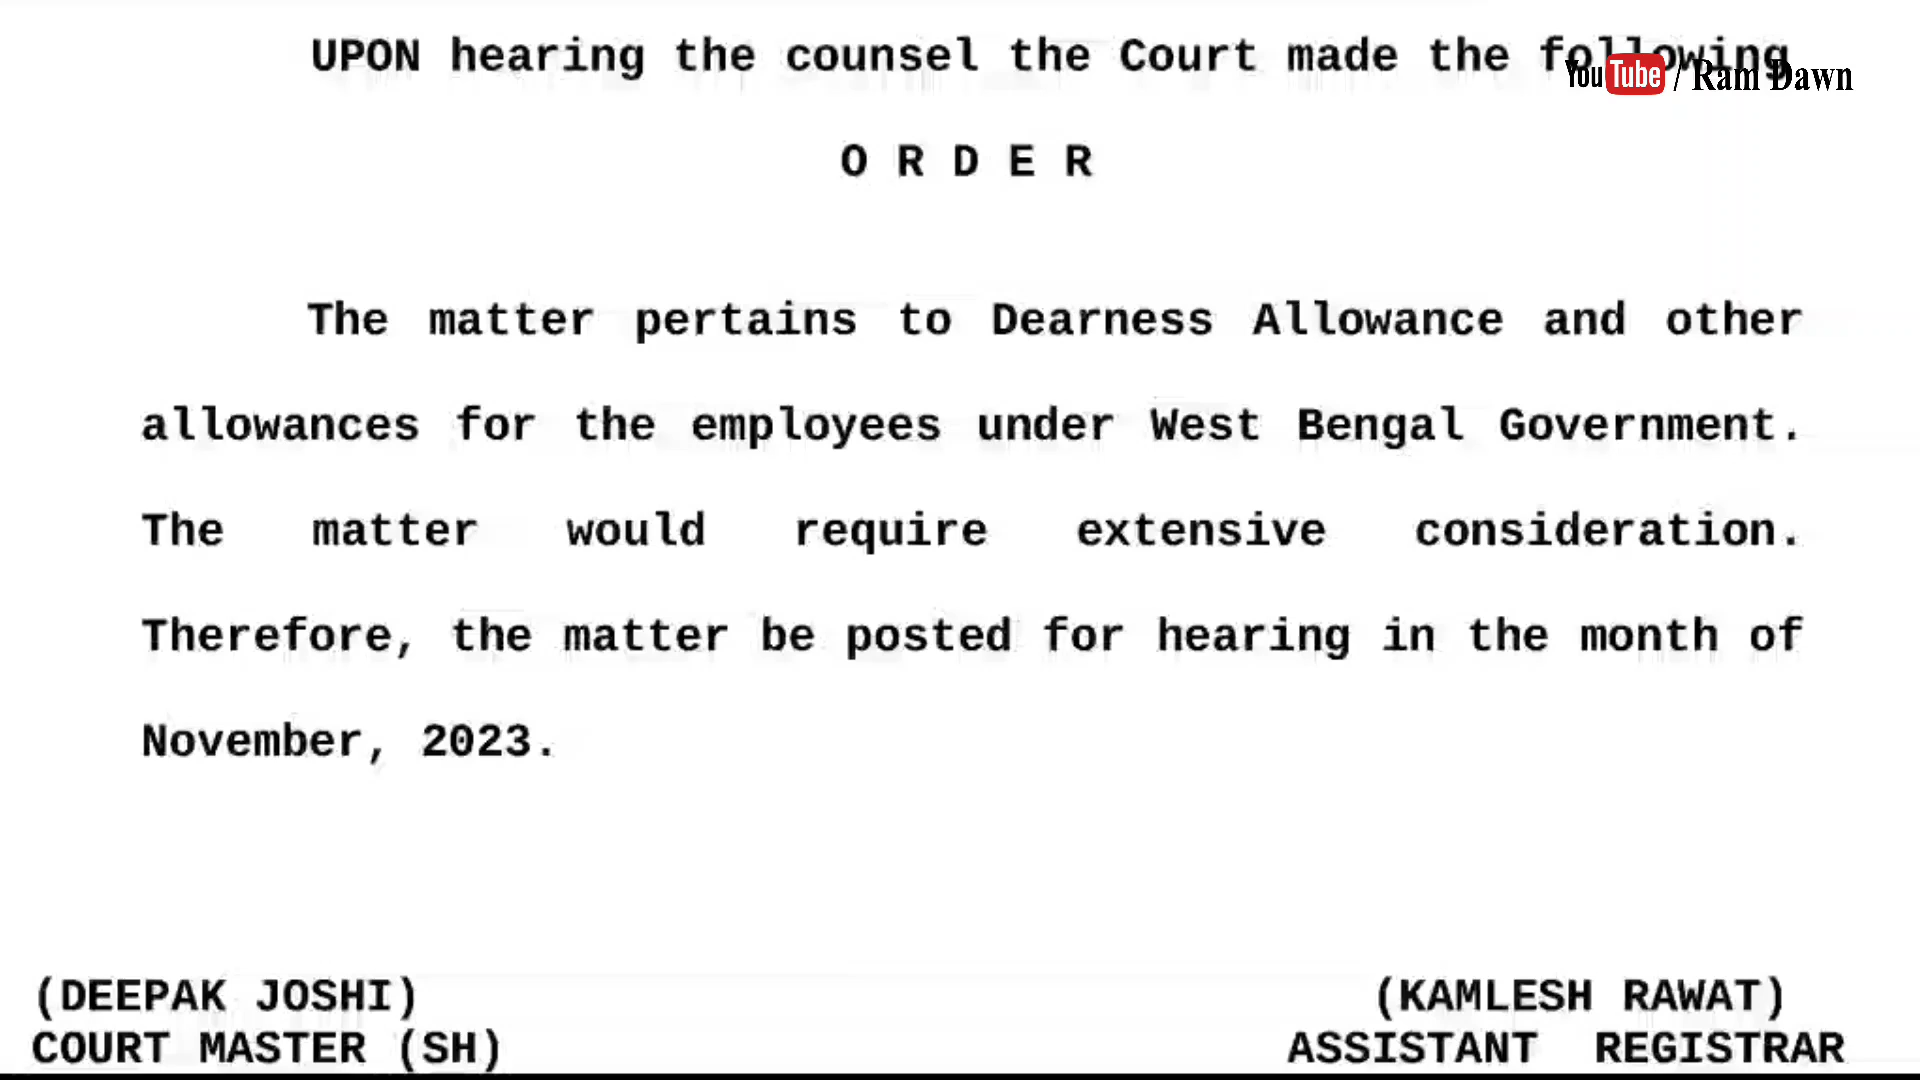 UPON hearing the counsel the Court made the following
YouTube / Ram Dawn
O R D E R
The matter pertains to Dearness Allowance and other
allowances for the employees under West Bengal Government.
The matter would require extensive consideration.
Therefore, the matter be posted for hearing in the month of
November, 2023.
(DEEPAK JOSHI) (KAMLESH RAWAT)
COURT MASTER (SH) ASSISTANT REGISTRAR